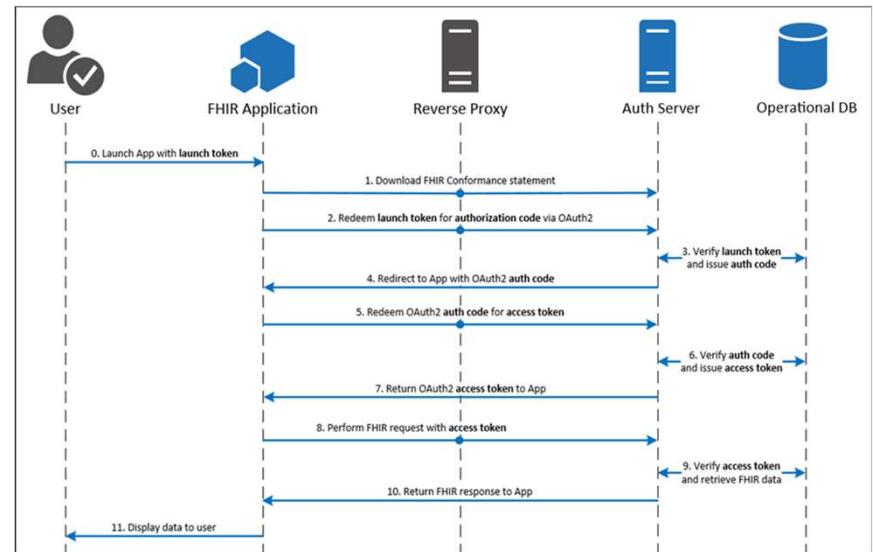 User
FHIR Application
Reverse Proxy
Auth Server
Operational DB
0. Launch App with launch token
1. Download FHIR Conformance statement
2. Redeem launch token for authorization code via OAuth2
3. Verify launch token
and issue auth code
4. Redirect to App with OAuth2 auth code
5. Redeem OAuth2 auth code for access token
6. Verify auth code
and issue access token
7. Return OAuth2 access token to App
8. Perform FHIR request with access token
9. Verify access token
and retrieve FHIR data
10. Return FHIR response to App
11. Display data to user